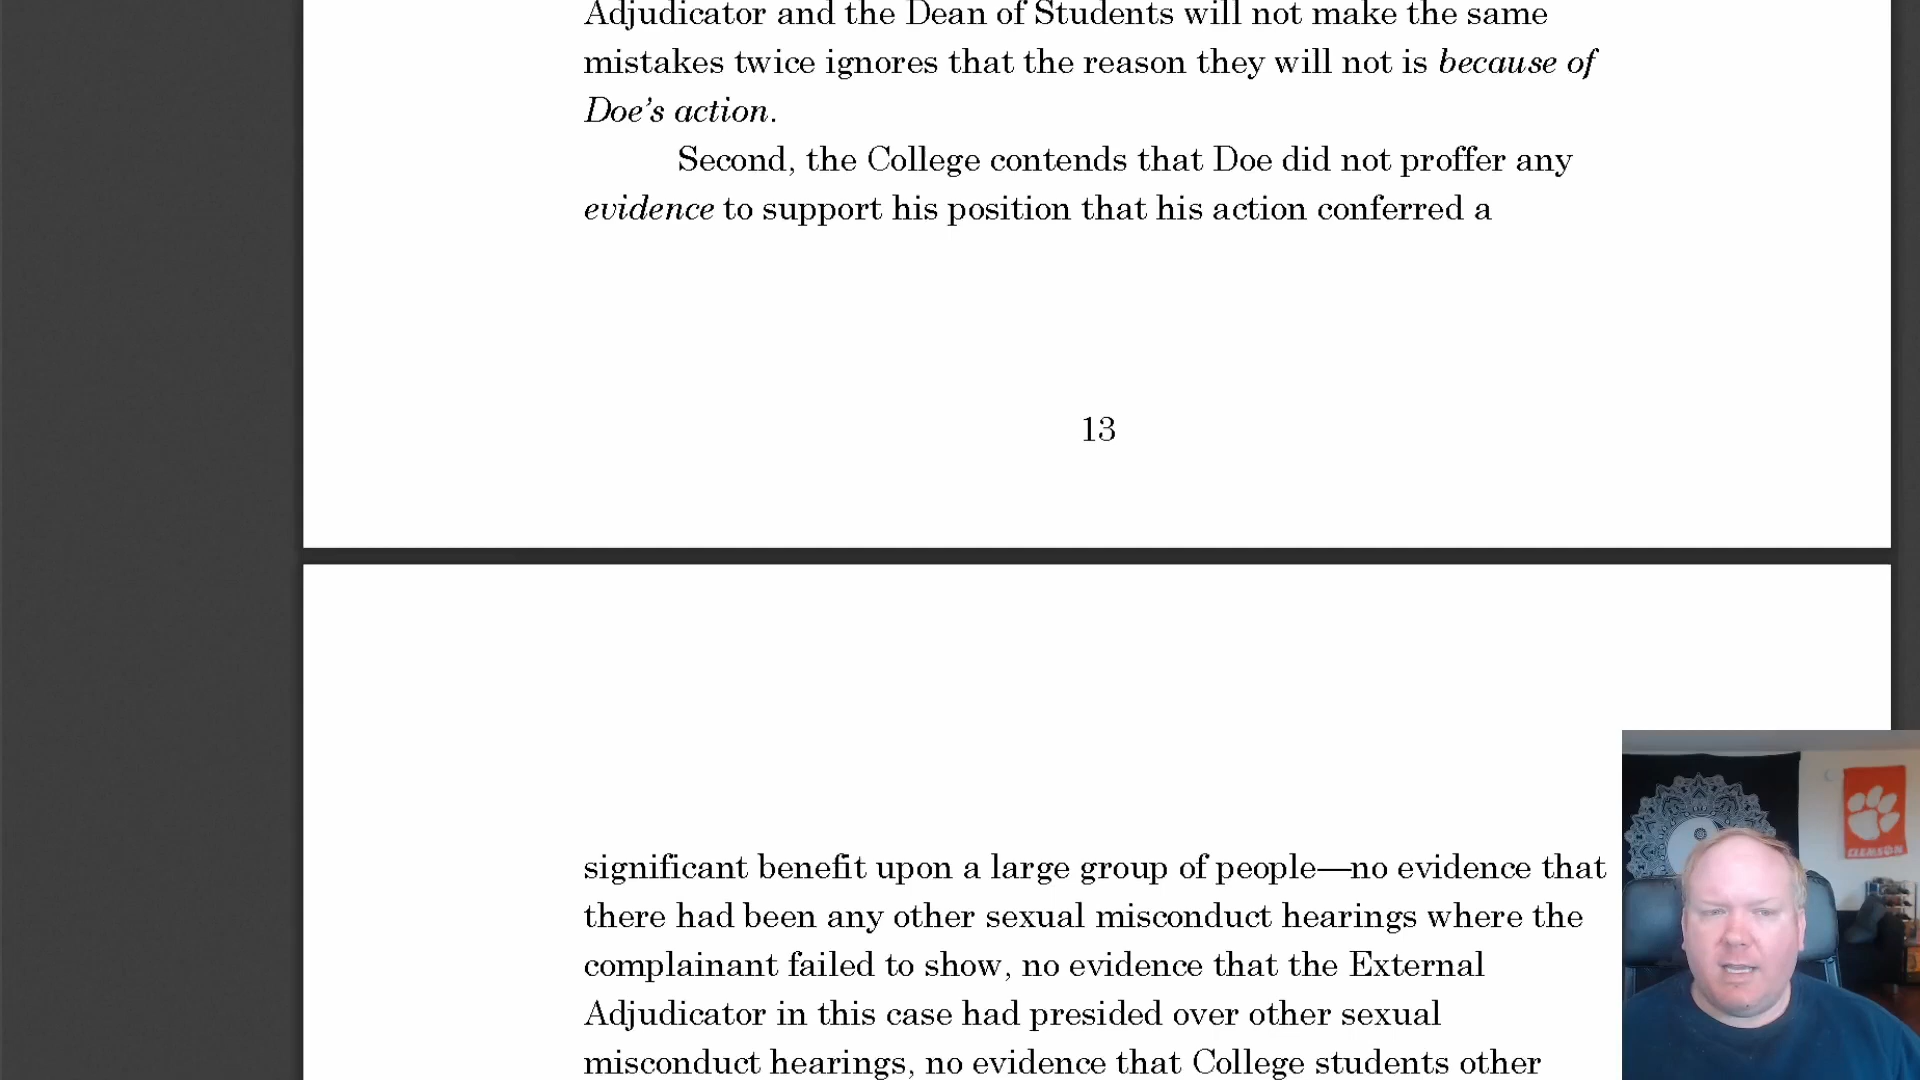 Adjudicator and the Dean of Students will not make the same
mistakes twice ignores that the reason they will not is because of
Doe’s action.
Second, the College contends that Doe did not proffer any
evidence to support his position that his action conferred a
13
significant benefit upon a large group of people—no evidence that
there had been any other sexual misconduct hearings where the
complainant failed to show, no evidence that the External
Adjudicator in this case had presided over other sexual
misconduct hearings, no evidence that College students other
CLEMSON